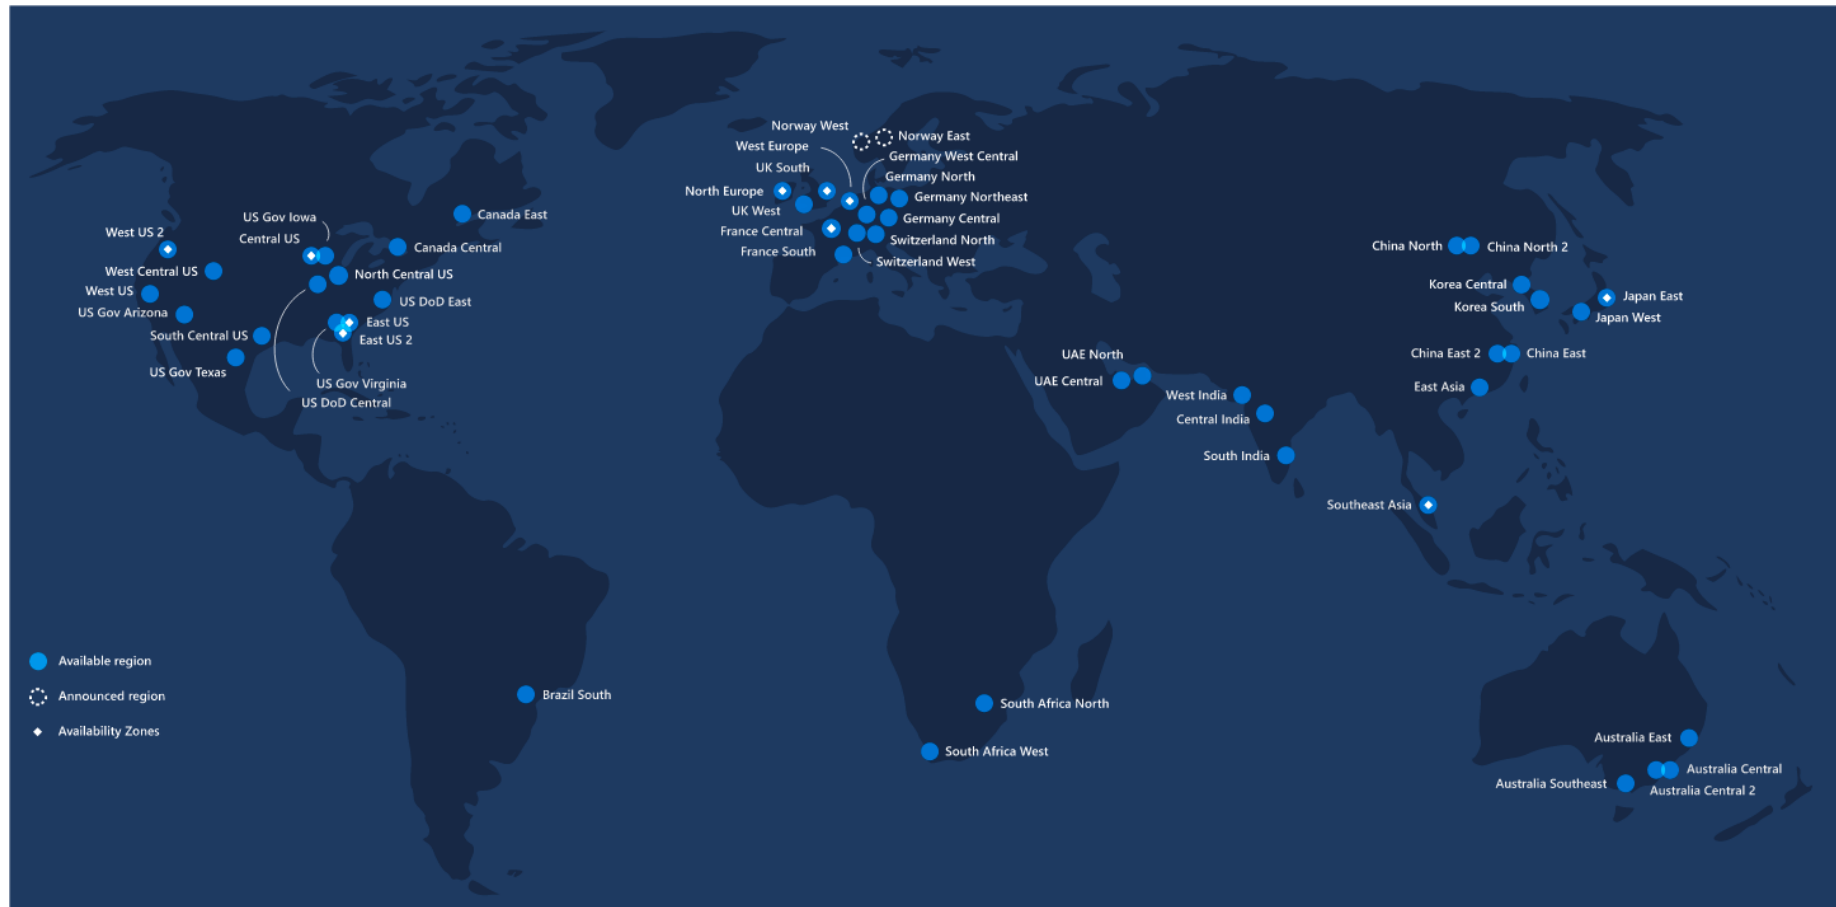 Norway West
Norway East
West Europe
Germany West Central
UK South
Germany North
North Europe
Germany Northeast
UK West
Germany Central
France Central
Switzerland North
France South
Switzerland West
US Gov Iowa
Canada East
West US 2
Central US
Canada Central
West Central US
North Central US
West US
US DoD East
US Gov Arizona
East US
South Central US
East US 2
US Gov Texas
US Gov Virginia
US DoD Central
China North
China North 2
Korea Central
Japan East
Korea South
Japan West
UAE North
China East 2
China East
UAE Central
East Asia
West India
Central India
South India
Southeast Asia
Available region
Announced region
Availability Zones
Brazil South
South Africa North
South Africa West
Australia East
Australia Central
Australia Southeast
Australia Central 2